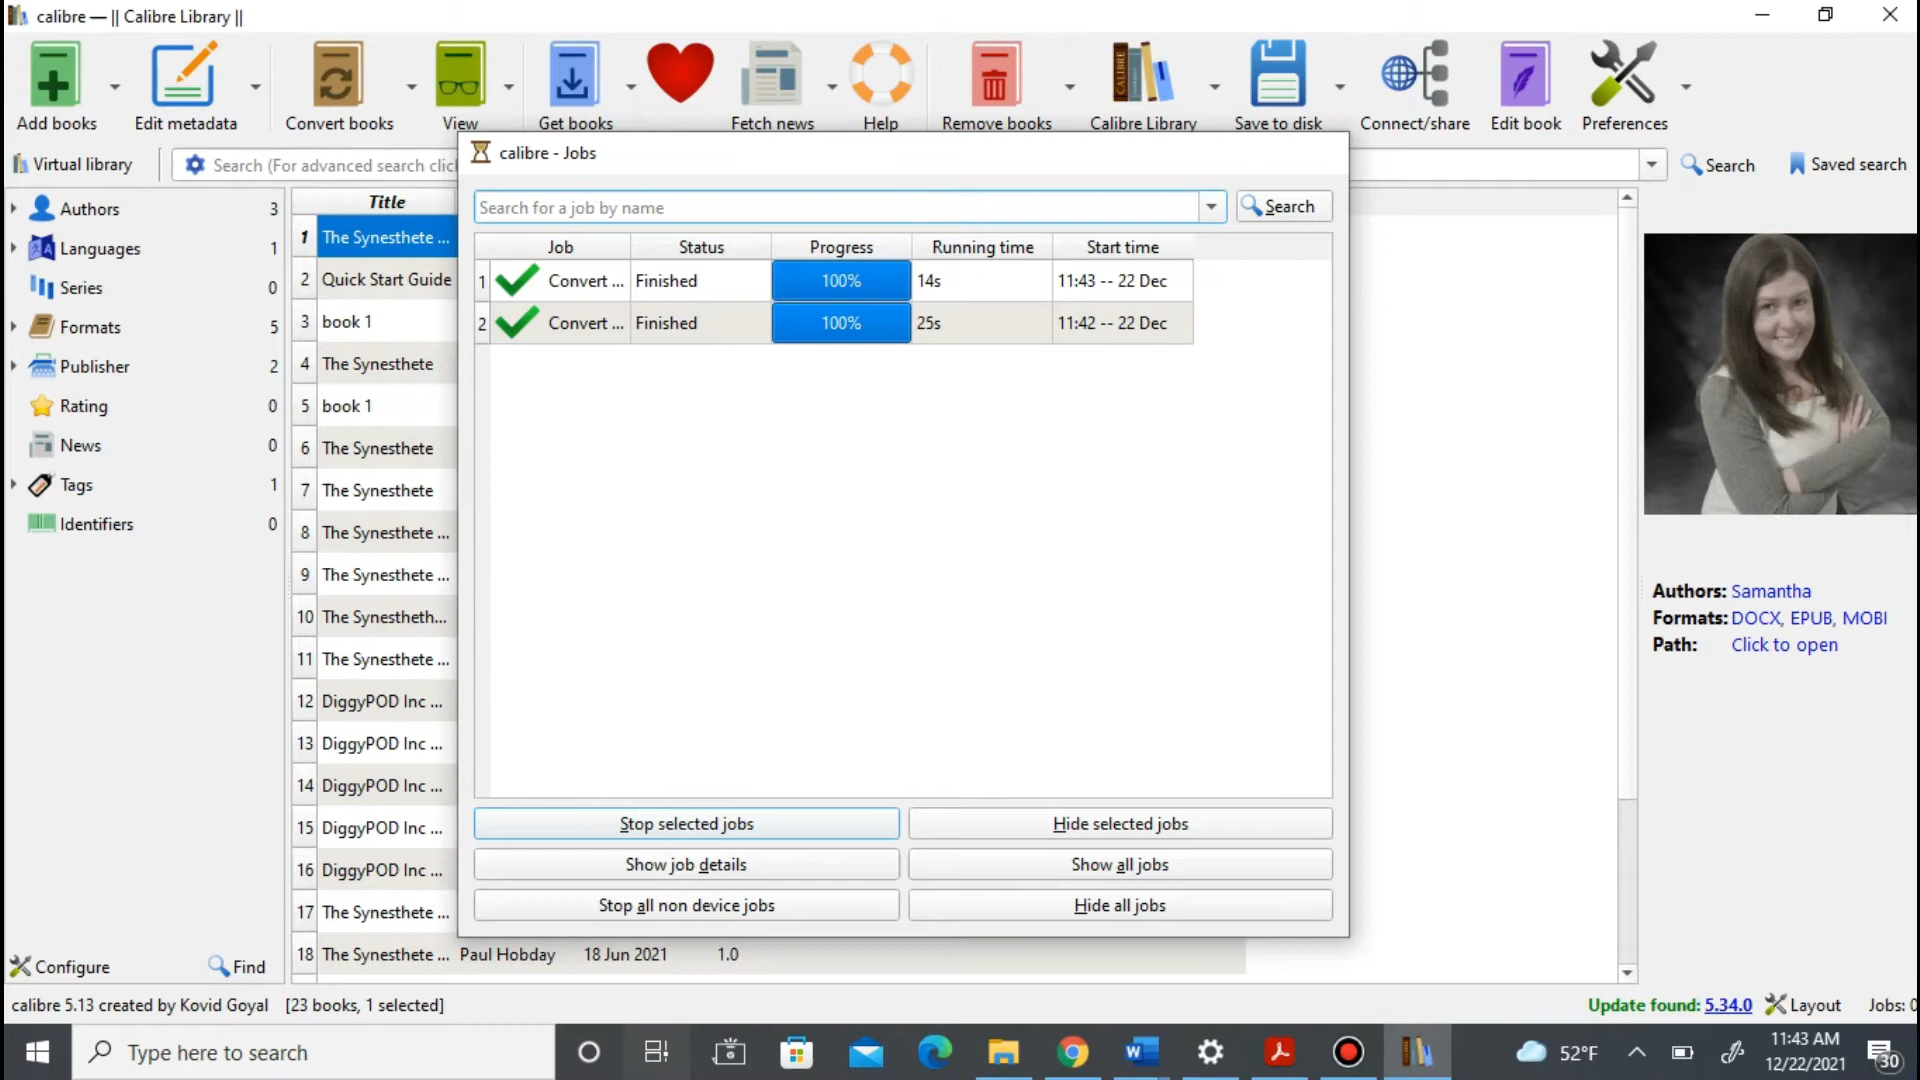 calibre — || Calibre Library ||
Add books
Edit metadata
Convert books
View
Get books
Fetch news
Help
Remove books
CALIBRE
Calibre Library
Save to disk
Connect/share
Edit book
Preferences
Virtual library
Search (For advanced search clic
Search
Saved search
Authors 3
Languages 1
Series 0
Formats 5
Publisher 2
Rating 0
News 0
Tags 1
Identifiers 0
Configure
Find
Title
1 The Synesthete ...
2 Quick Start Guide
3 book 1
4 The Synesthete
5 book 1
6 The Synesthete
7 The Synesthete
8 The Synesthete ...
9 The Synesthete ...
10 The Synestheth...
11 The Synesthete ...
12 DiggyPOD Inc ...
13 DiggyPOD Inc ...
14 DiggyPOD Inc ...
15 DiggyPOD Inc ...
16 DiggyPOD Inc ...
17 The Synesthete ...
18 The Synesthete ... Paul Hobday 18 Jun 2021 1.0
calibre - Jobs
Search for a job by name
Search
Job Status Progress Running time Start time
1 Convert ... Finished 100% 14s 11:43 -- 22 Dec
2 Convert ... Finished 100% 25s 11:42 -- 22 Dec
Stop selected jobs
Hide selected jobs
Show job details
Show all jobs
Stop all non device jobs
Hide all jobs
Authors: Samantha
Formats: DOCX, EPUB, MOBI
Path: Click to open
calibre 5.13 created by Kovid Goyal [23 books, 1 selected]
Update found: 5.34.0
Layout
Jobs: 0
Type here to search
W
52°F
11:43 AM
12/22/2021
30